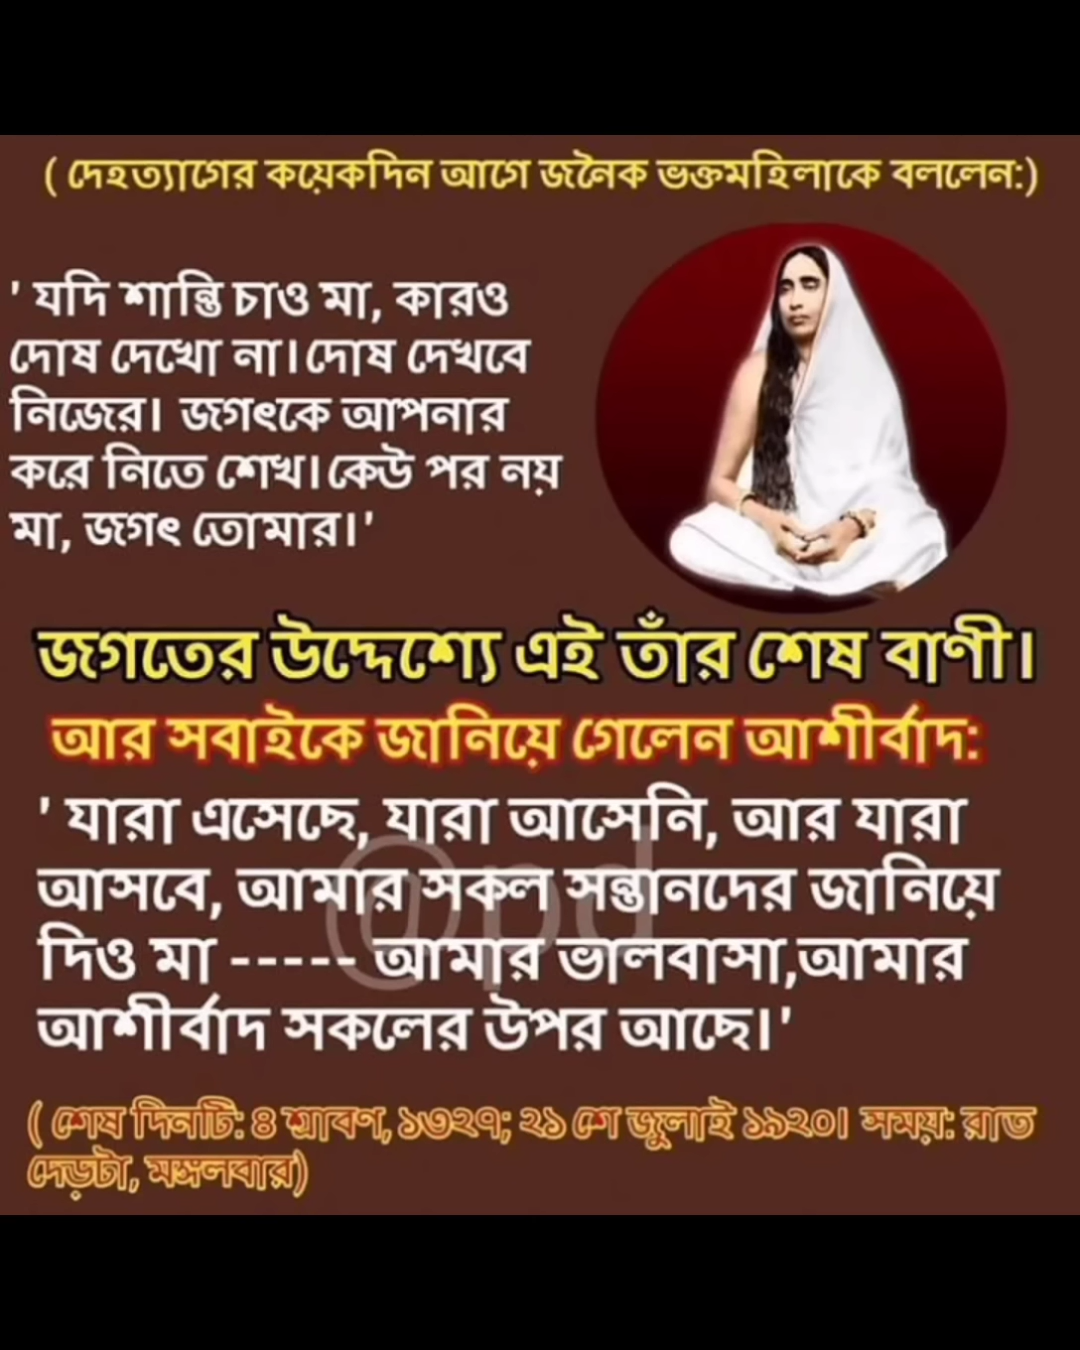 ( দেহত্যাগের কয়েকদিন আগে জনৈক ভক্তমহিলাকে বললেন:)
' যদি শান্তি চাও মা, কারও
দোষ দেখো না। দোষ দেখবে
নিজের। জগৎকে আপনার
করে নিতে শেখ। কেউ পর নয়
মা, জগৎ তোমার।'
জগতের উদ্দেশ্যে এই তাঁর শেষ বাণী।
আর সবাইকে জানিয়ে গেলেন আশীর্বাদ:
' যারা এসেছে, যারা আসেনি, আর যারা
আসবে, আমার সকল সন্তানদের জানিয়ে
দিও মা ----- আমার ভালবাসা,আমার
আশীর্বাদ সকলের উপর আছে।'
@pd
( শেষ দিনটি: ৪ শ্রাবণ, ১৩২৭; ২১ শে জুলাই ১৯২০। সময়: রাত
দেড়টা, মঙ্গলবার)